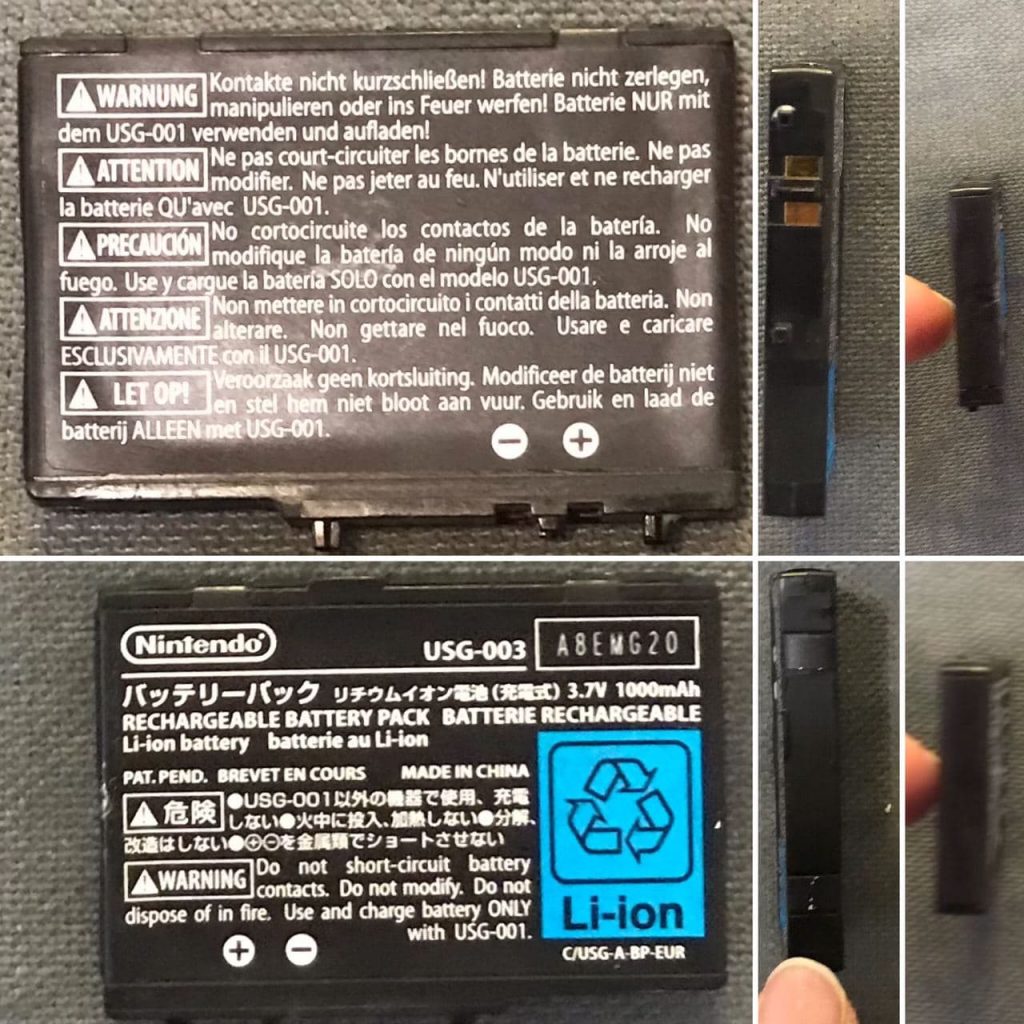 WARNUNG Kontakte nicht kurzschließen! Batterie nicht zerlegen,
manipulieren oder ins Feuer werfen! Batterie NUR mit
dem USG-001 verwenden und aufladen!
ATTENTION Ne pas court-circuiter les bornes de la batterie. Ne pas
modifier. Ne pas jeter au feu. N'utiliser et ne recharger
la batterie QU'avec USG-001.
PRECAUCIÓN No cortocircuite los contactos de la batería. No
modifique la batería de ningún modo ni la arroje al
fuego. Use y cargue la batería SOLO con el modelo USG-001.
ATTENZIONE Non mettere in cortocircuito i contatti della batteria. Non
alterare. Non gettare nel fuoco. Usare e caricare
ESCLUSIVAMENTE con il USG-001.
LET OP! Veroorzaak geen kortsluiting. Modificeer de batterij niet
en stel hem niet bloot aan vuur. Gebruik en laad de
batterij ALLEEN met USG-001.
− +
Nintendo USG-003 A8EMG20
バッテリーパック リチウムイオン電池(充電式) 3.7V 1000mAh
RECHARGEABLE BATTERY PACK BATTERIE RECHARGEABLE
Li-ion battery batterie au Li-ion
PAT. PEND. BREVET EN COURS MADE IN CHINA
危険 ●USG-001以外の機器で使用、充電
しない●火中に投入、加熱しない●分解、
改造はしない●⊕⊖を金属類でショートさせない
WARNING Do not short-circuit battery
contacts. Do not modify. Do not
dispose of in fire. Use and charge battery ONLY
with USG-001.
+ −
Li-ion
C/USG-A-BP-EUR